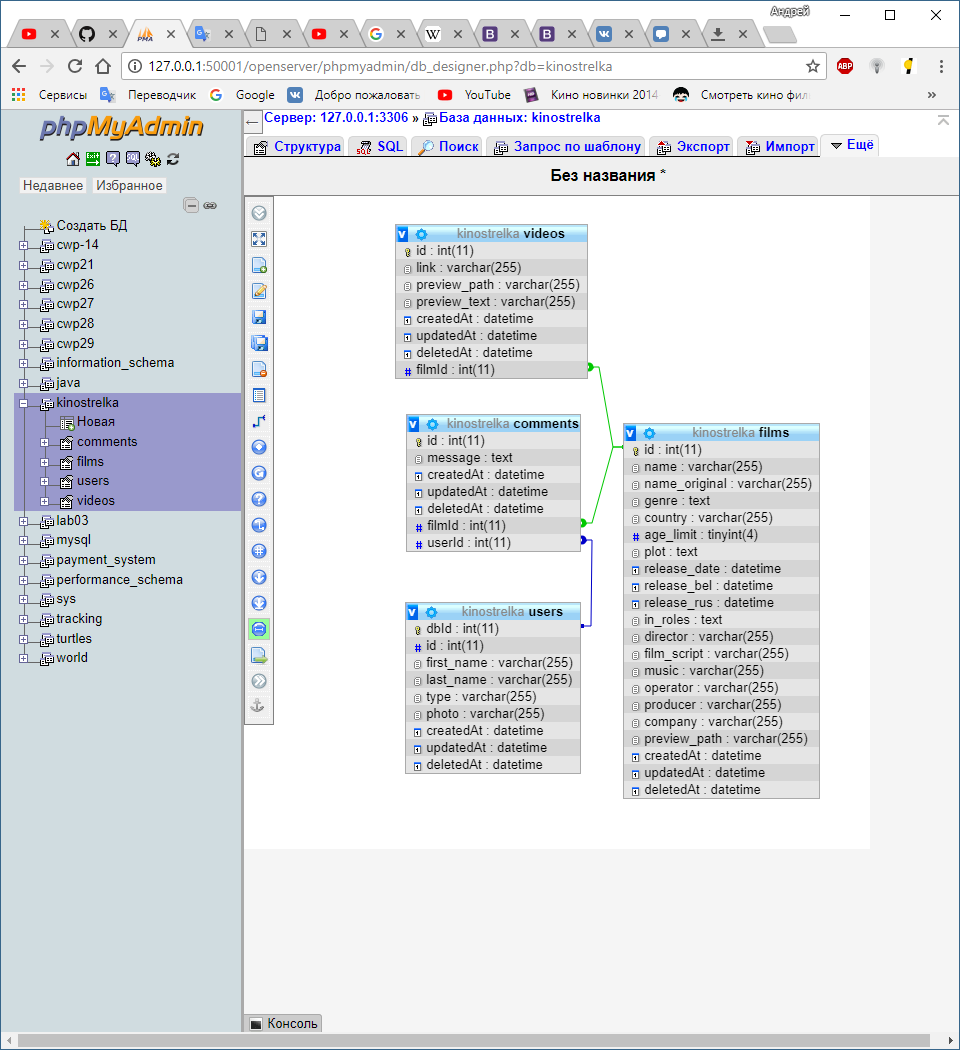 Андрей
127.0.0.1:50001/openserver/phpmyadmin/db_designer.php?db=kinostrelka
Сервисы Переводчик Google Добро пожаловать YouTube Кино новинки 2014 Смотреть кино
phpMyAdmin
Недавнее Избранное
Создать БД
cwp-14
cwp21
cwp26
cwp27
cwp28
cwp29
information_schema
java
kinostrelka
Новая
comments
films
users
videos
lab03
mysql
payment_system
performance_schema
sys
tracking
turtles
world
Сервер: 127.0.0.1:3306 » База данных: kinostrelka
Структура SQL Поиск Запрос по шаблону Экспорт Импорт Ещё
Без названия *
kinostrelka videos
id : int(11)
link : varchar(255)
preview_path : varchar(255)
preview_text : varchar(255)
createdAt : datetime
updatedAt : datetime
deletedAt : datetime
filmId : int(11)
kinostrelka comments
id : int(11)
message : text
createdAt : datetime
updatedAt : datetime
deletedAt : datetime
filmId : int(11)
userId : int(11)
kinostrelka users
dbId : int(11)
id : int(11)
first_name : varchar(255)
last_name : varchar(255)
type : varchar(255)
photo : varchar(255)
createdAt : datetime
updatedAt : datetime
deletedAt : datetime
kinostrelka films
id : int(11)
name : varchar(255)
name_original : varchar(255)
genre : text
country : varchar(255)
age_limit : tinyint(4)
plot : text
release_date : datetime
release_bel : datetime
release_rus : datetime
in_roles : text
director : varchar(255)
film_script : varchar(255)
music : varchar(255)
operator : varchar(255)
producer : varchar(255)
company : varchar(255)
preview_path : varchar(255)
createdAt : datetime
updatedAt : datetime
deletedAt : datetime
Консоль